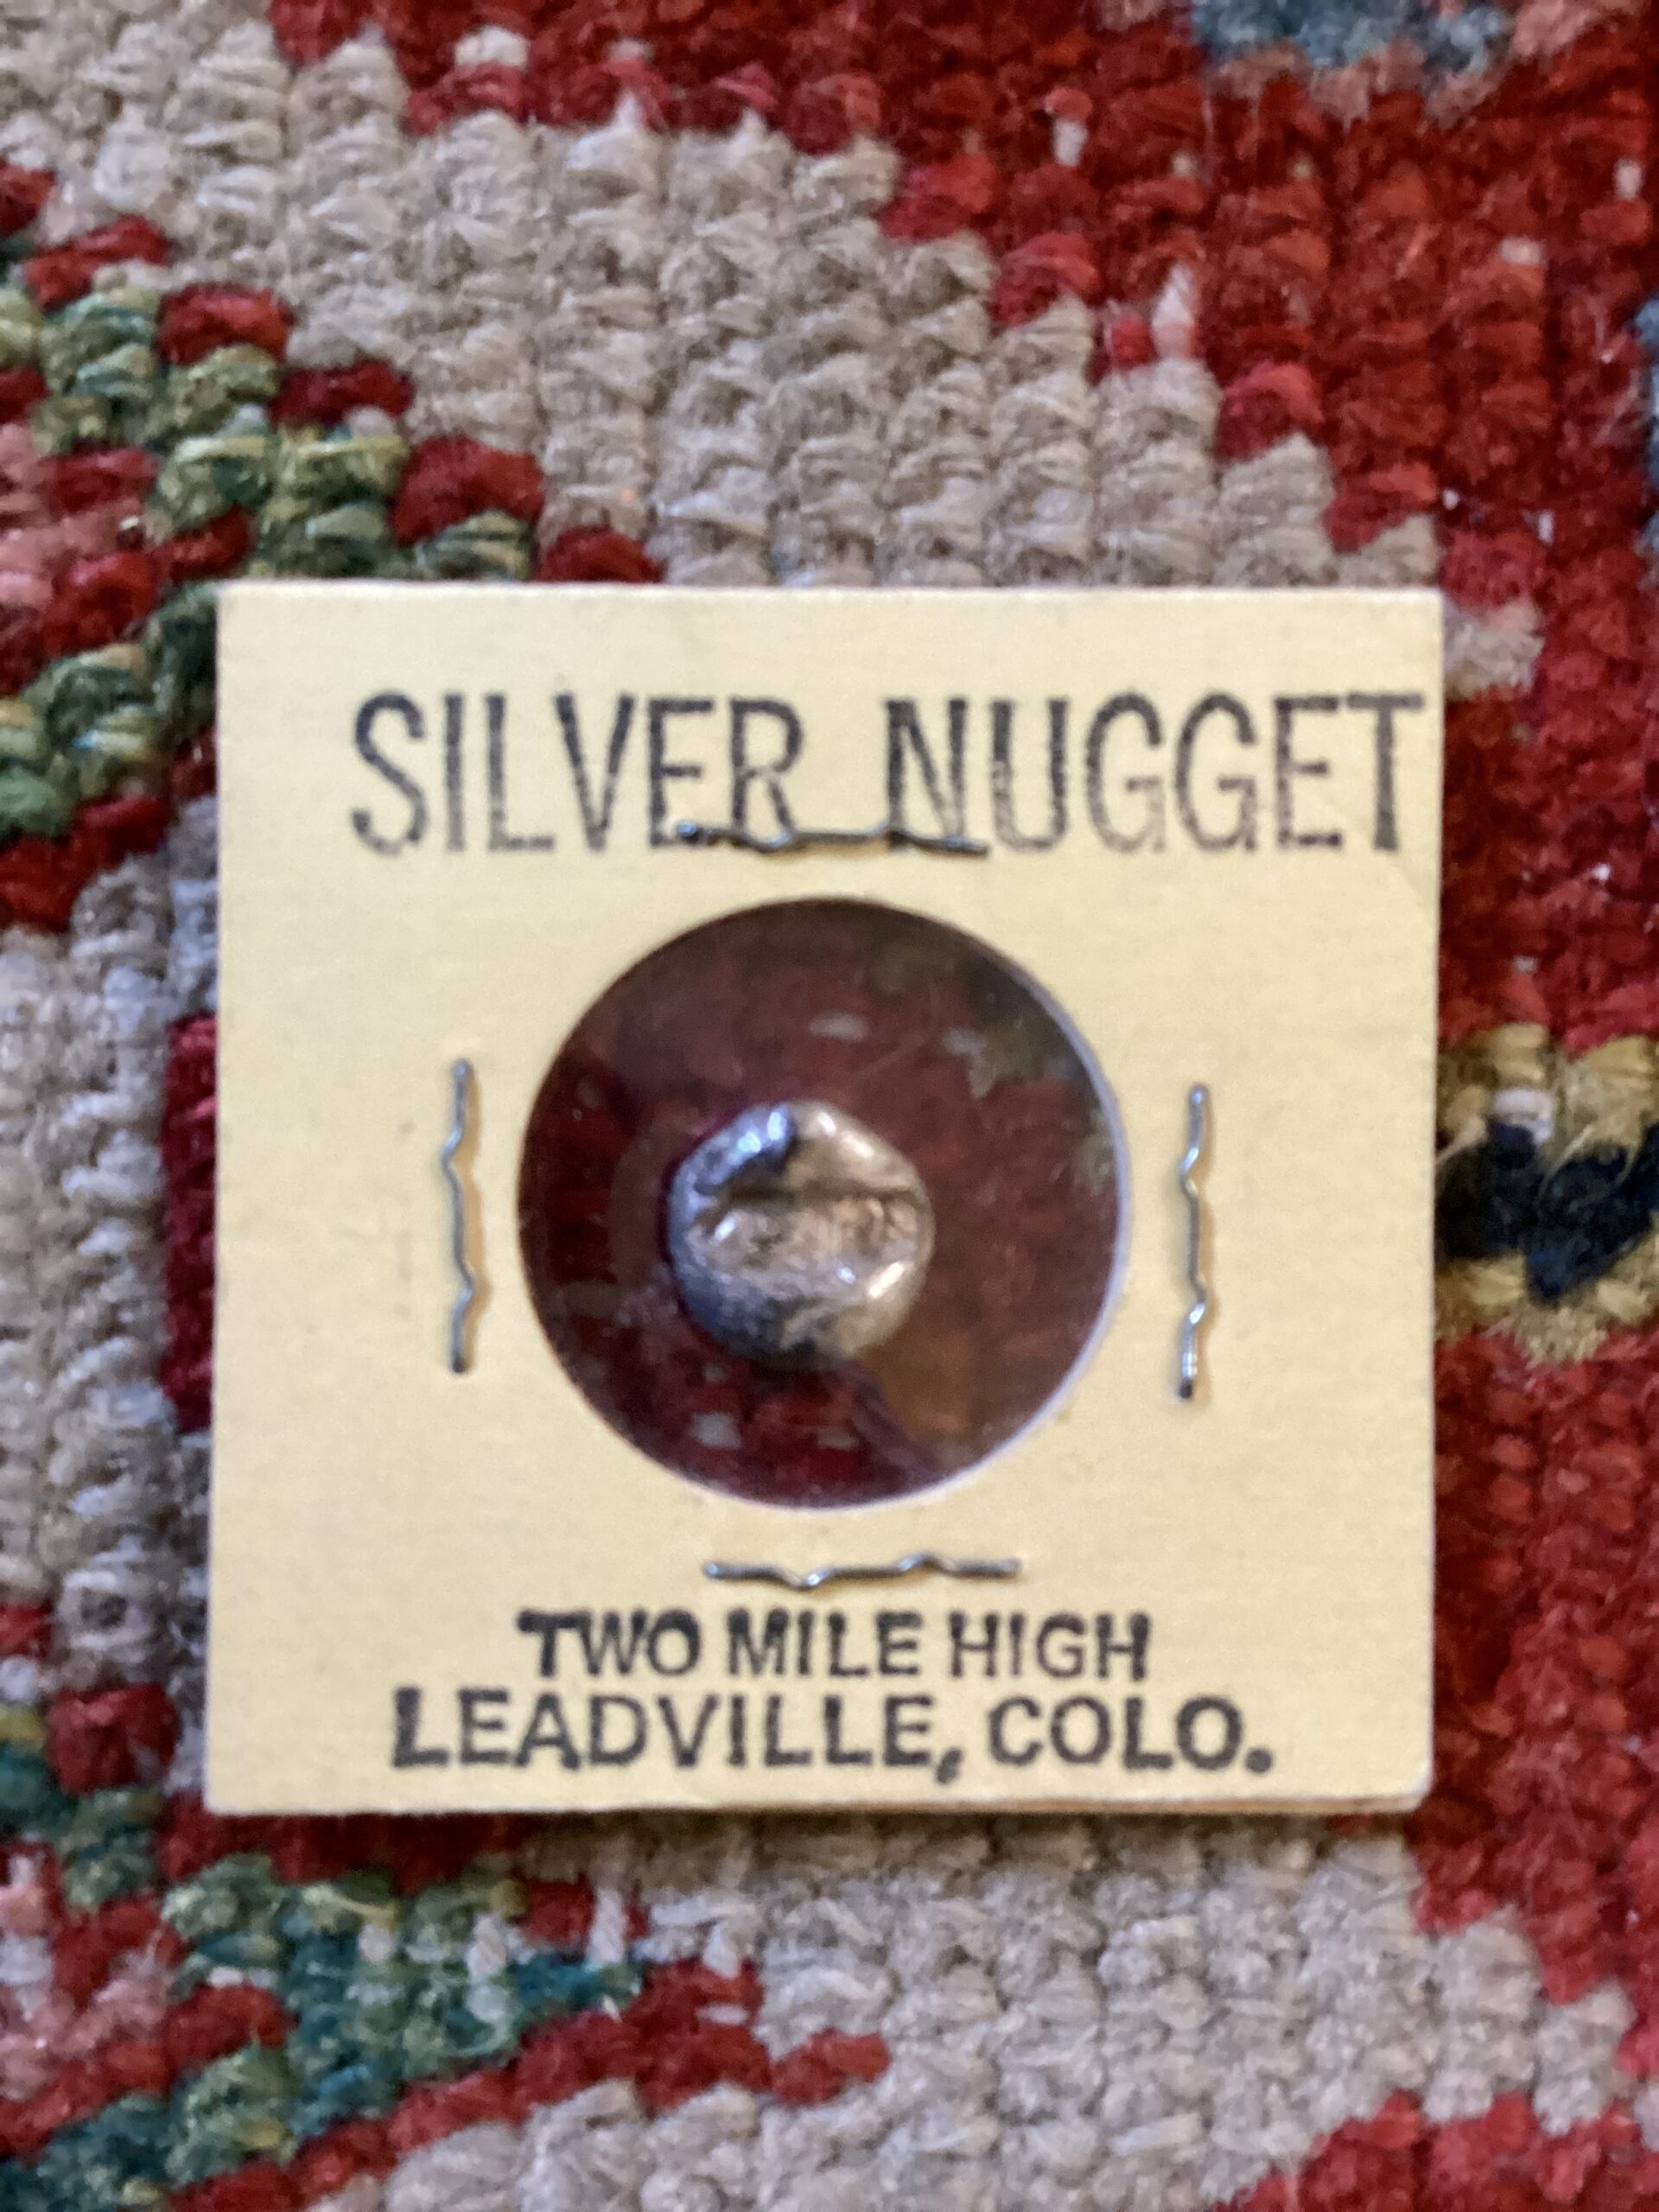 SILVER NUGGET
TWO MILE HIGH
LEADVILLE, COLO.